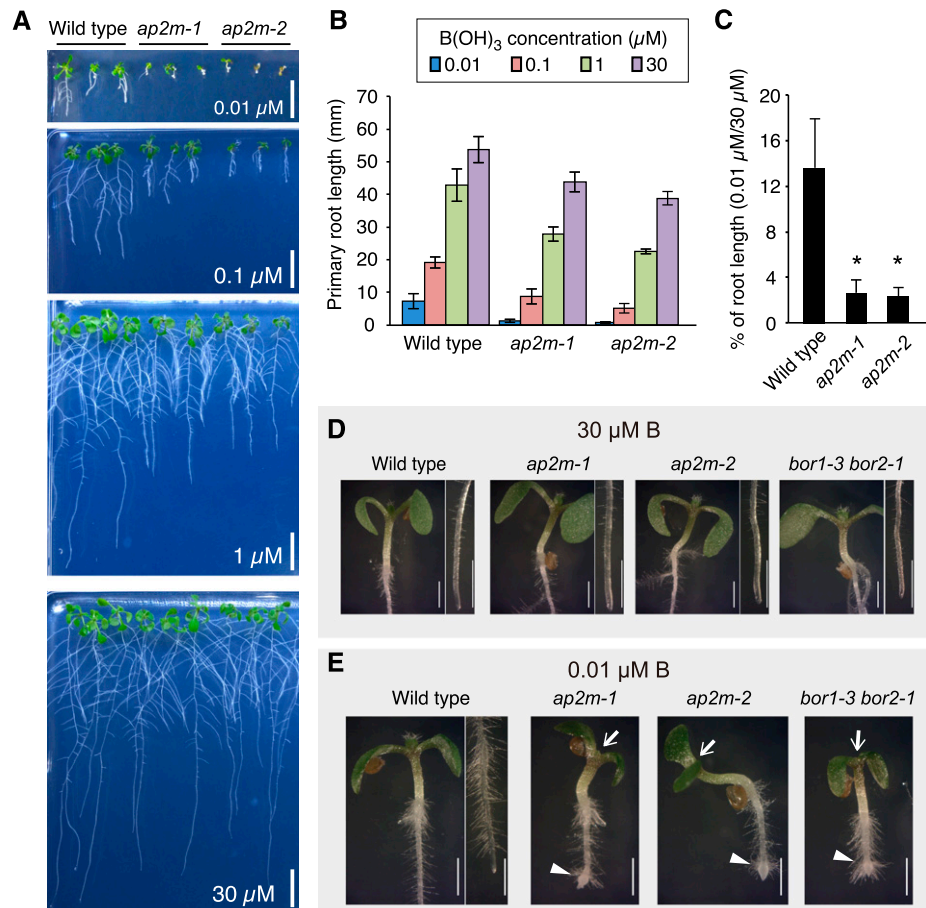 A
Wild type ap2m-1 ap2m-2
0.01 µM
0.1 µM
1 µM
30 µM
B
B(OH)3 concentration (µM)
0.01 0.1 1 30
Primary root length (mm)
70
60
50
40
30
20
10
0
Wild type ap2m-1 ap2m-2
C
% of root length (0.01 µM/30 µM)
20
16
12
8
4
0
* *
Wild type ap2m-1 ap2m-2
D
30 µM B
Wild type ap2m-1 ap2m-2 bor1-3 bor2-1
E
0.01 µM B
Wild type ap2m-1 ap2m-2 bor1-3 bor2-1